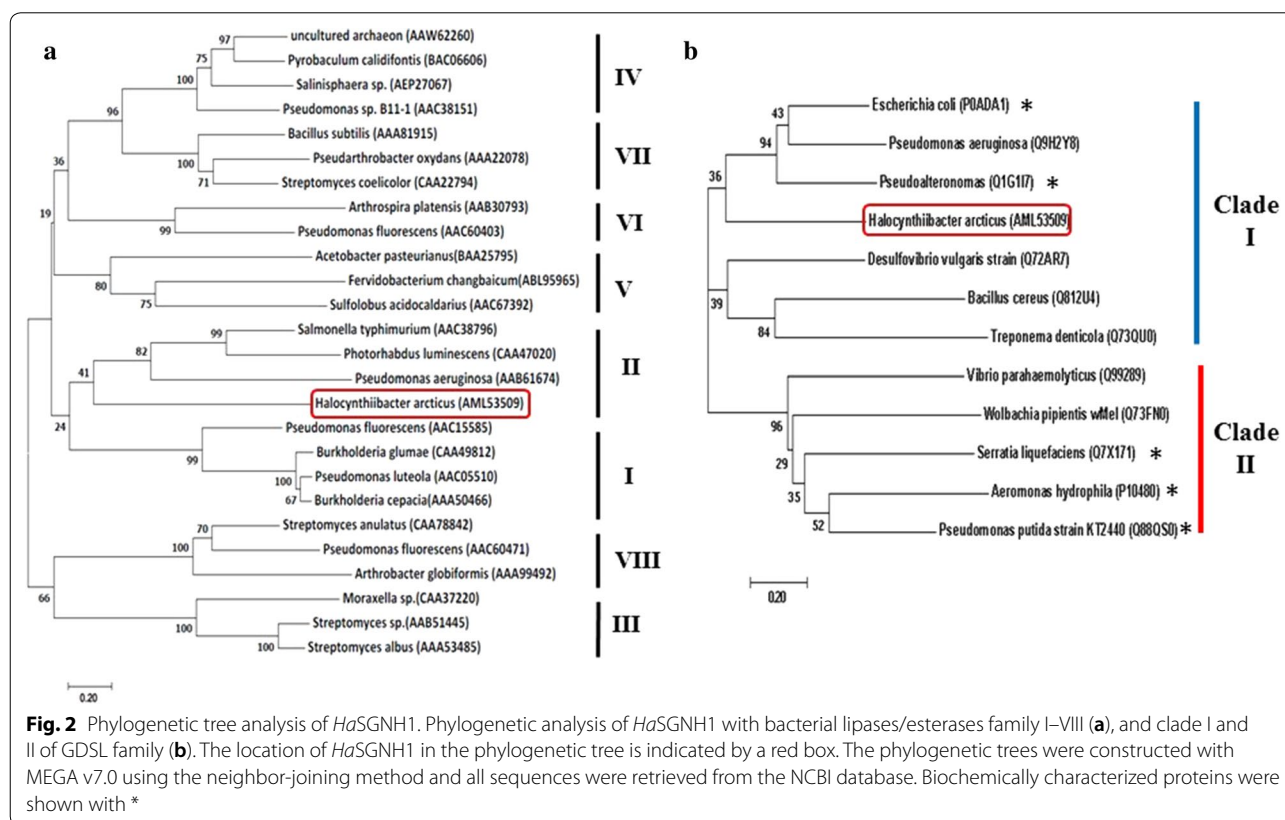 a
uncultured archaeon (AAW62260)
Pyrobaculum calidifontis (BAC06606)
Salinisphaera sp. (AEP27067)
Pseudomonas sp. B11-1 (AAC38151)
Bacillus subtilis (AAA81915)
Pseudarthrobacter oxydans (AAA22078)
Streptomyces coelicolor (CAA22794)
Arthrospira platensis (AAB30793)
Pseudomonas fluorescens (AAC60403)
Acetobacter pasteurianus(BAA25795)
Fervidobacterium changbaicum(ABL95965)
Sulfolobus acidocaldarius (AAC67392)
Salmonella typhimurium (AAC38796)
Photorhabdus luminescens (CAA47020)
Pseudomonas aeruginosa (AAB61674)
Halocynthiibacter arcticus (AML53509)
Pseudomonas fluorescens (AAC15585)
Burkholderia glumae (CAA49812)
Pseudomonas luteola (AAC05510)
Burkholderia cepacia(AAA50466)
Streptomyces anulatus (CAA78842)
Pseudomonas fluorescens (AAC60471)
Arthrobacter globiformis (AAA99492)
Moraxella sp.(CAA37220)
Streptomyces sp.(AAB51445)
Streptomyces albus (AAA53485)
97
75
100
96
100
71
36
99
19
80
75
99
82
41
24
99
100
67
70
100
66
100
100
IV
VII
VI
V
II
I
VIII
III
0.20
b
Escherichia coli (P0ADA1) *
Pseudomonas aeruginosa (Q9H2Y8)
Pseudoalteronomas (Q1G1I7) *
Halocynthiibacter arcticus (AML53509)
Desulfovibrio vulgaris strain (Q72AR7)
Bacillus cereus (Q812U4)
Treponema denticola (Q73QU0)
Vibrio parahaemolyticus (Q99289)
Wolbachia pipientis wMel (Q73FN0)
Serratia liquefaciens (Q7X171) *
Aeromonas hydrophila (P10480) *
Pseudomonas putida strain KT2440 (Q88QS0) *
43
94
36
39
84
96
29
35
52
Clade
I
Clade
II
0.20
Fig. 2 Phylogenetic tree analysis of HaSGNH1. Phylogenetic analysis of HaSGNH1 with bacterial lipases/esterases family I–VIII (a), and clade I and
II of GDSL family (b). The location of HaSGNH1 in the phylogenetic tree is indicated by a red box. The phylogenetic trees were constructed with
MEGA v7.0 using the neighbor-joining method and all sequences were retrieved from the NCBI database. Biochemically characterized proteins were
shown with *